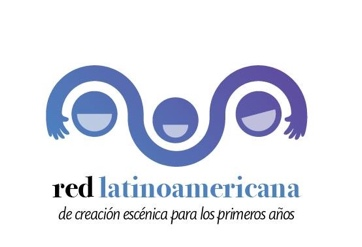 red latinoamericana
de creación escénica para los primeros años